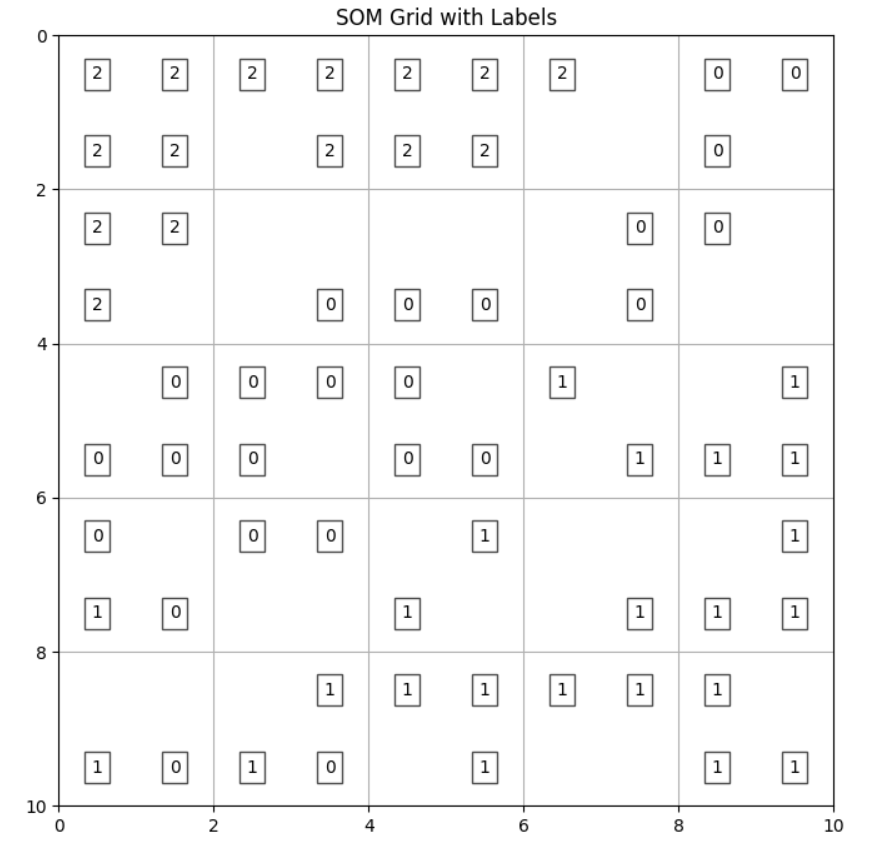 SOM Grid with Labels
0
2 2 2 2 2 2 2 0 0
2 2 2 2 2 0
2
2 2 0 0
2 0 0 0 0
4
0 0 0 0 1 1
0 0 0 0 0 1 1 1
6
0 0 0 1 1
1 0 1 1 1 1
8
1 1 1 1 1 1
1 0 1 0 1 1 1
10
0 2 4 6 8 10